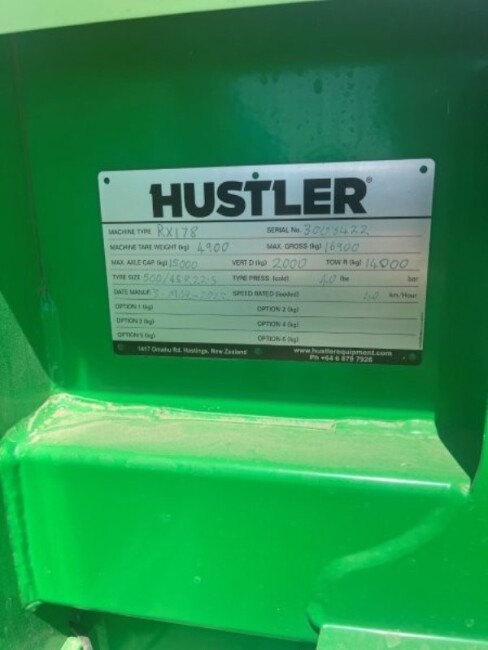 HUSTLER®
MACHINE TYPE RX178 SERIAL No.
MACHINE TARE WEIGHT (kg) 4900 MAX. GROSS (kg) 16900
MAX. AXLE CAP. (kg) 15000 VERT D (kg) 2000 TOW R (kg) 14000
TYRE SIZE 500/45R22.5 TYRE PRESS. (cold) 40 lbs bar
DATE MANUF. SPEED RATED (loaded) km/Hour
OPTION 1 (kg) OPTION 2 (kg)
OPTION 3 (kg) OPTION 4 (kg)
OPTION 5 (kg) OPTION 6 (kg)
1617 Omahu Rd. Hastings, New Zealand www.hustlerequipment.com
Ph +64 6 879 7926